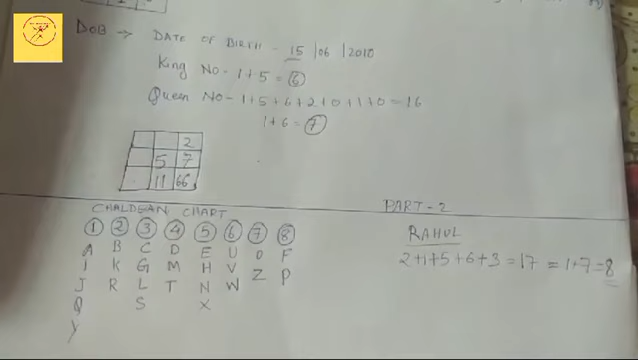 DOB → DATE OF BIRTH - 15 /06 /2010
King No - 1+5 = 6
Queen No - 1+5+6+2+0+1+0 = 16
1+6 = 7
2
5 7
11 66
CHALDEAN CHART
PART-2
1 2 3 4 5 6 7 8
A B C D E U O F
I K G M H V Z P
J R L T N W
Q S X
Y
RAHUL
2+1+5+6+3 = 17 = 1+7 = 8